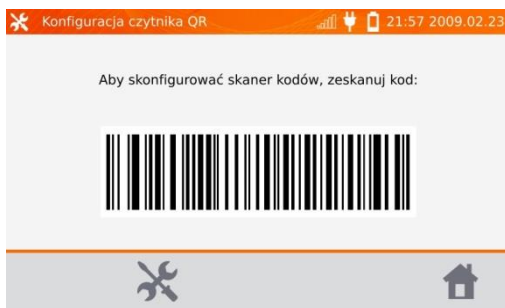 Konfiguracja czytnika QR 21:57 2009.02.23
Aby skonfigurować skaner kodów, zeskanuj kod: